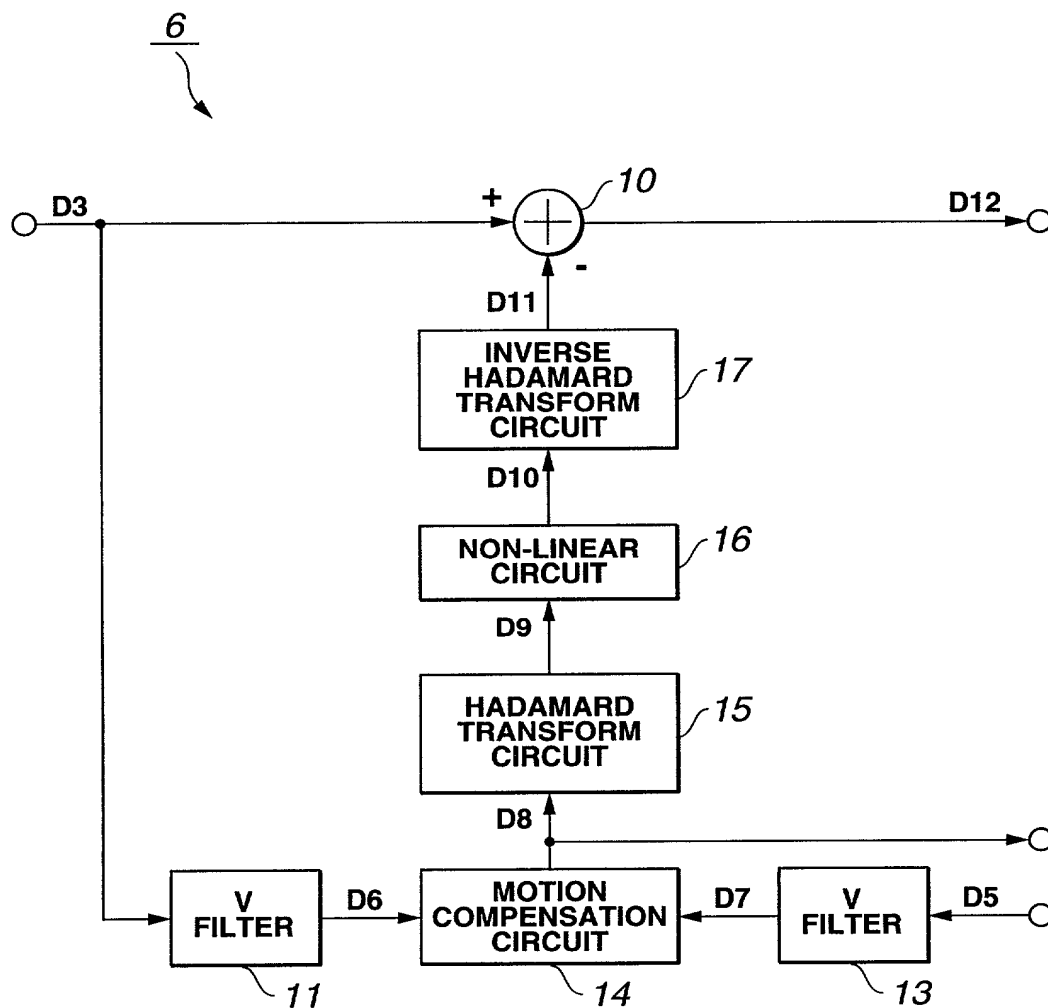 6
D3
+
10
D12
-
D11
INVERSE
HADAMARD
TRANSFORM
CIRCUIT
17
D10
NON-LINEAR
CIRCUIT
16
D9
HADAMARD
TRANSFORM
CIRCUIT
15
D8
V
FILTER
D6
MOTION
COMPENSATION
CIRCUIT
D7
V
FILTER
D5
11
14
13